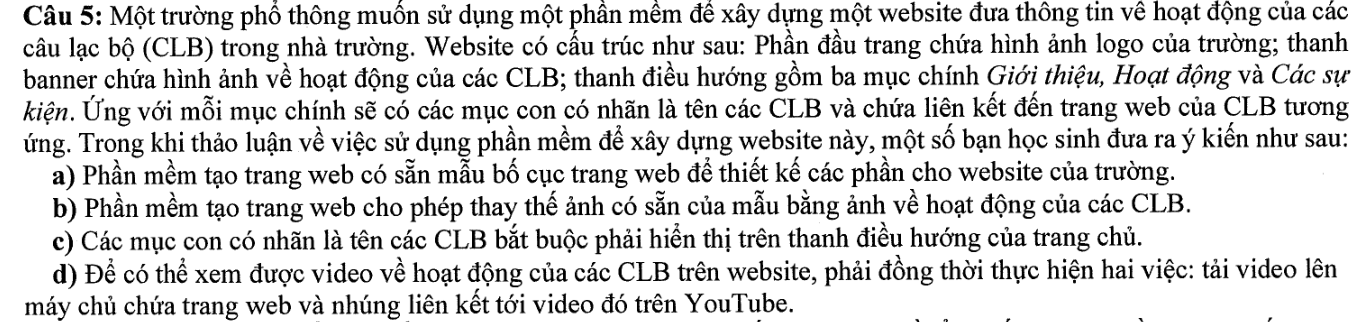 Câu 5: Một trường phổ thông muốn sử dụng một phần mềm để xây dựng một website đưa thông tin về hoạt động của các
câu lạc bộ (CLB) trong nhà trường. Website có cấu trúc như sau: Phần đầu trang chứa hình ảnh logo của trường; thanh
banner chứa hình ảnh về hoạt động của các CLB; thanh điều hướng gồm ba mục chính Giới thiệu, Hoạt động và Các sự
kiện. Ứng với mỗi mục chính sẽ có các mục con có nhãn là tên các CLB và chứa liên kết đến trang web của CLB tương
ứng. Trong khi thảo luận về việc sử dụng phần mềm để xây dựng website này, một số bạn học sinh đưa ra ý kiến như sau:
a) Phần mềm tạo trang web có sẵn mẫu bố cục trang web để thiết kế các phần cho website của trường.
b) Phần mềm tạo trang web cho phép thay thế ảnh có sẵn của mẫu bằng ảnh về hoạt động của các CLB.
c) Các mục con có nhãn là tên các CLB bắt buộc phải hiển thị trên thanh điều hướng của trang chủ.
d) Để có thể xem được video về hoạt động của các CLB trên website, phải đồng thời thực hiện hai việc: tải video lên
máy chủ chứa trang web và nhúng liên kết tới video đó trên YouTube.